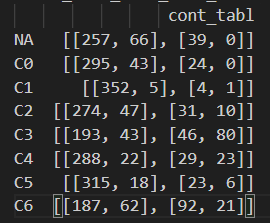 cont_tabl
NA [[257, 66], [39, 0]]
C0 [[295, 43], [24, 0]]
C1 [[352, 5], [4, 1]]
C2 [[274, 47], [31, 10]]
C3 [[193, 43], [46, 80]]
C4 [[288, 22], [29, 23]]
C5 [[315, 18], [23, 6]]
C6 [[187, 62], [92, 21]]